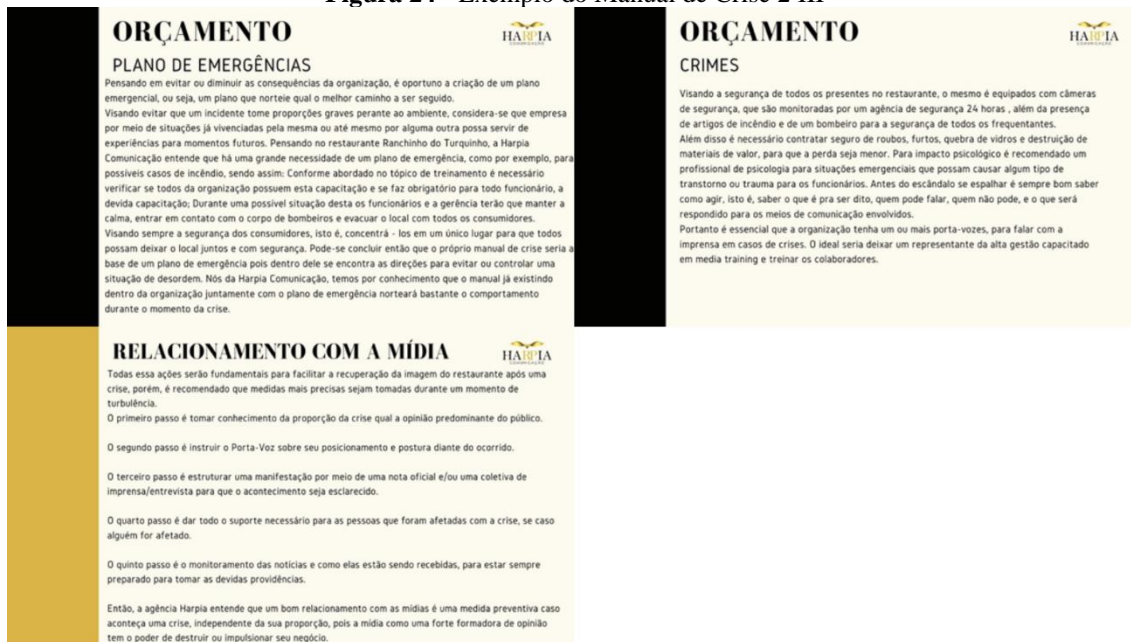 Figura 24 - Exemplo do Manual de Crise 2 III
ORÇAMENTO
HARPIA
COMUNICAÇÃO
PLANO DE EMERGÊNCIAS
Pensando em evitar ou diminuir as consequências da organização, é oportuno a criação de um plano
emergencial, ou seja, um plano que norteie qual o melhor caminho a ser seguido.
Visando evitar que um incidente tome proporções graves perante ao ambiente, considera-se que empresa
por meio de situações já vivenciadas pela mesma ou até mesmo por alguma outra possa servir de
experiências para momentos futuros. Pensando no restaurante Ranchinho do Turquinho, a Harpia
Comunicação entende que há uma grande necessidade de um plano de emergência, como por exemplo, para
possíveis casos de incêndio, sendo assim: Conforme abordado no tópico de treinamento é necessário
verificar se todos da organização possuem esta capacitação e se faz obrigatório para todo funcionário, a
devida capacitação; Durante uma possível situação desta os funcionários e a gerência terão que manter a
calma, entrar em contato com o corpo de bombeiros e evacuar o local com todos os consumidores.
Visando sempre a segurança dos consumidores, isto é, concentrá - los em um único lugar para que todos
possam deixar o local juntos e com segurança. Pode-se concluir então que o próprio manual de crise seria a
base de um plano de emergência pois dentro dele se encontra as direções para evitar ou controlar uma
situação de desordem. Nós da Harpia Comunicação, temos por conhecimento que o manual já existindo
dentro da organização juntamente com o plano de emergência norteará bastante o comportamento
durante o momento da crise.
ORÇAMENTO
HARPIA
COMUNICAÇÃO
CRIMES
Visando a segurança de todos os presentes no restaurante, o mesmo é equipados com câmeras
de segurança, que são monitoradas por um agência de segurança 24 horas , além da presença
de artigos de incêndio e de um bombeiro para a segurança de todos os frequentantes.
Além disso é necessário contratar seguro de roubos, furtos, quebra de vidros e destruição de
materiais de valor, para que a perda seja menor. Para impacto psicológico é recomendado um
profissional de psicologia para situações emergenciais que possam causar algum tipo de
transtorno ou trauma para os funcionários. Antes do escândalo se espalhar é sempre bom saber
como agir, isto é, saber o que é pra ser dito, quem pode falar, quem não pode, e o que será
respondido para os meios de comunicação envolvidos.
Portanto é essencial que a organização tenha um ou mais porta-vozes, para falar com a
imprensa em casos de crises. O ideal seria deixar um representante da alta gestão capacitado
em media training e treinar os colaboradores.
RELACIONAMENTO COM A MÍDIA
HARPIA
COMUNICAÇÃO
Todas essa ações serão fundamentais para facilitar a recuperação da imagem do restaurante após uma
crise, porém, é recomendado que medidas mais precisas sejam tomadas durante um momento de
turbulência.
O primeiro passo é tomar conhecimento da proporção da crise qual a opinião predominante do público.
O segundo passo é instruir o Porta-Voz sobre seu posicionamento e postura diante do ocorrido.
O terceiro passo é estruturar uma manifestação por meio de uma nota oficial e/ou uma coletiva de
imprensa/entrevista para que o acontecimento seja esclarecido.
O quarto passo é dar todo o suporte necessário para as pessoas que foram afetadas com a crise, se caso
alguém for afetado.
O quinto passo é o monitoramento das notícias e como elas estão sendo recebidas, para estar sempre
preparado para tomar as devidas providências.
Então, a agência Harpia entende que um bom relacionamento com as mídias é uma medida preventiva caso
aconteça uma crise, independente da sua proporção, pois a mídia como uma forte formadora de opinião
tem o poder de destruir ou impulsionar seu negócio.